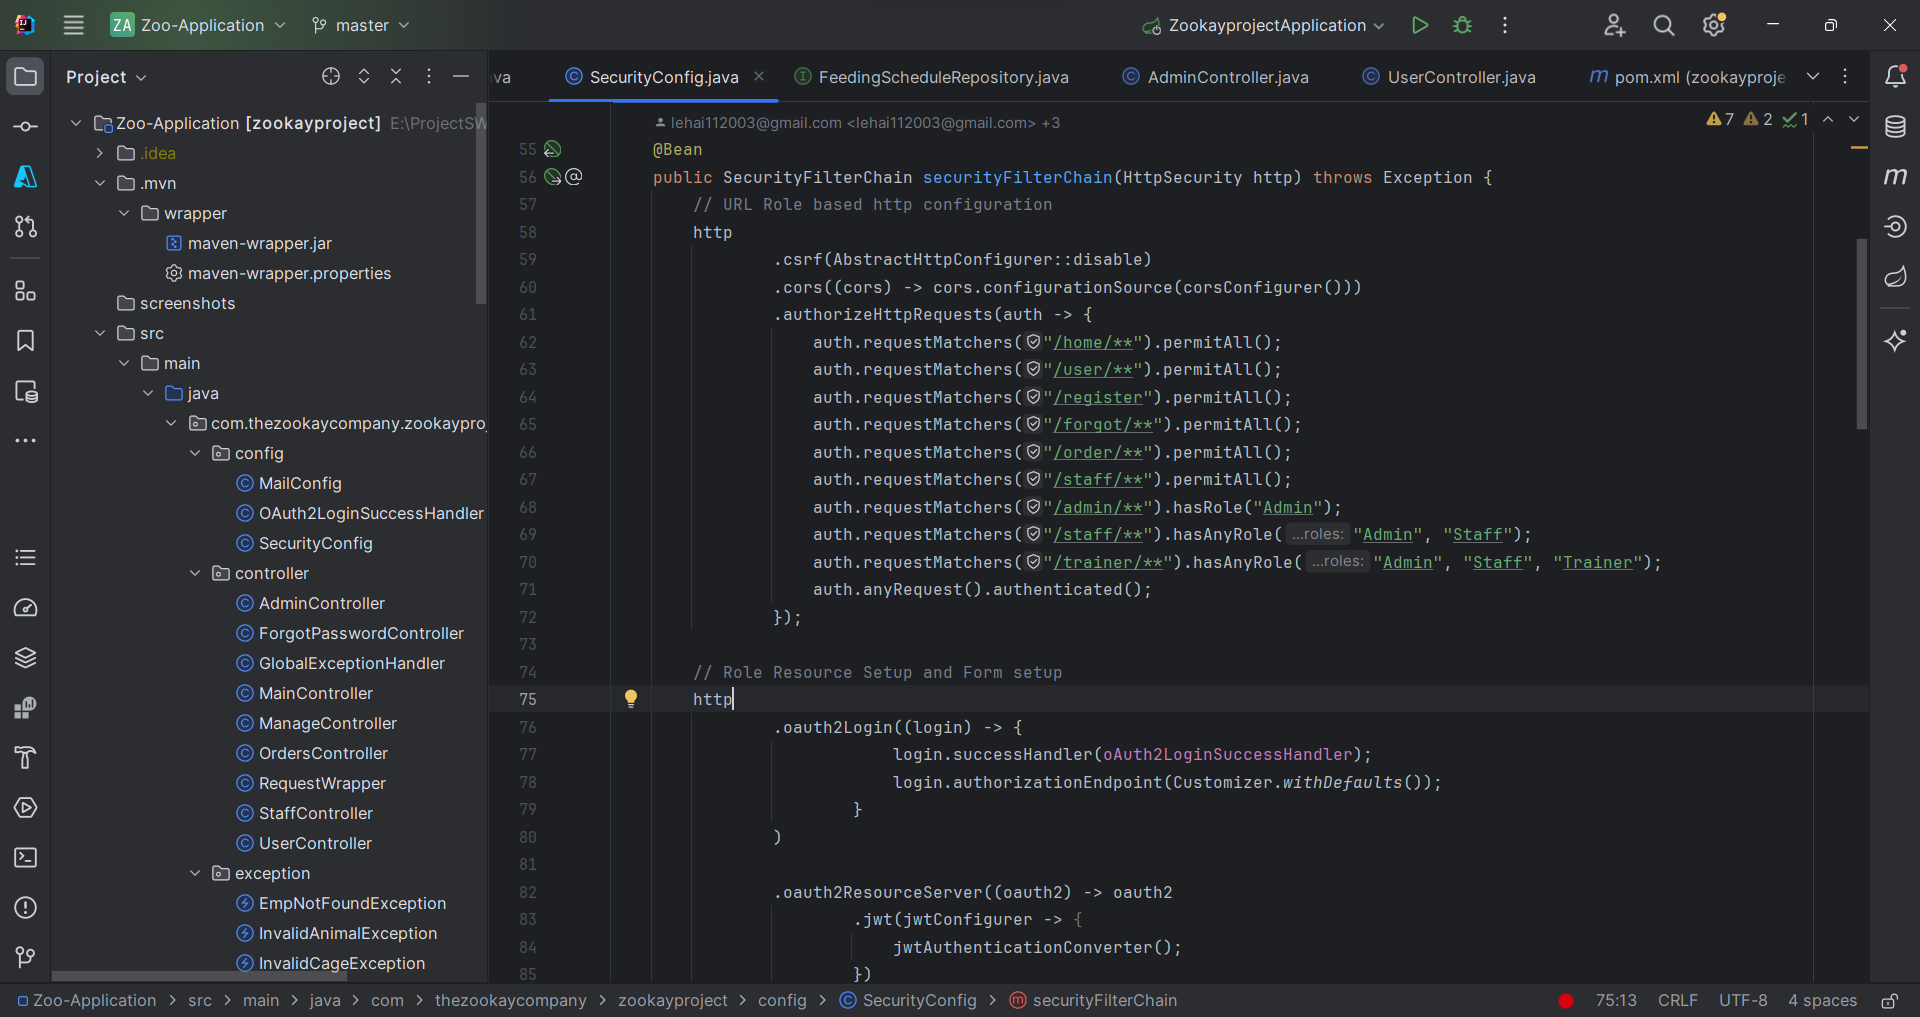 ZA Zoo-Application master ZookayprojectApplication
Project
va SecurityConfig.java FeedingScheduleRepository.java AdminController.java UserController.java pom.xml (zookayproje
Zoo-Application [zookayproject] E:\ProjectSW
.idea
.mvn
wrapper
maven-wrapper.jar
maven-wrapper.properties
screenshots
src
main
java
com.thezookaycompany.zookaypro
config
MailConfig
OAuth2LoginSuccessHandler
SecurityConfig
controller
AdminController
ForgotPasswordController
GlobalExceptionHandler
MainController
ManageController
OrdersController
RequestWrapper
StaffController
UserController
exception
EmpNotFoundException
InvalidAnimalException
InvalidCageException
lehai112003@gmail.com <lehai112003@gmail.com> +3
7 2 1
55 @Bean
56 public SecurityFilterChain securityFilterChain(HttpSecurity http) throws Exception {
57 // URL Role based http configuration
58 http
59 .csrf(AbstractHttpConfigurer::disable)
60 .cors((cors) -> cors.configurationSource(corsConfigurer()))
61 .authorizeHttpRequests(auth -> {
62 auth.requestMatchers("/home/**").permitAll();
63 auth.requestMatchers("/user/**").permitAll();
64 auth.requestMatchers("/register").permitAll();
65 auth.requestMatchers("/forgot/**").permitAll();
66 auth.requestMatchers("/order/**").permitAll();
67 auth.requestMatchers("/staff/**").permitAll();
68 auth.requestMatchers("/admin/**").hasRole("Admin");
69 auth.requestMatchers("/staff/**").hasAnyRole( ...roles: "Admin", "Staff");
70 auth.requestMatchers("/trainer/**").hasAnyRole( ...roles: "Admin", "Staff", "Trainer");
71 auth.anyRequest().authenticated();
72 });
73
74 // Role Resource Setup and Form setup
75 http
76 .oauth2Login((login) -> {
77 login.successHandler(oAuth2LoginSuccessHandler);
78 login.authorizationEndpoint(Customizer.withDefaults());
79 }
80 )
81
82 .oauth2ResourceServer((oauth2) -> oauth2
83 .jwt(jwtConfigurer -> {
84 jwtAuthenticationConverter();
85 })
Zoo-Application > src > main > java > com > thezookaycompany > zookayproject > config > SecurityConfig > securityFilterChain
75:13 CRLF UTF-8 4 spaces